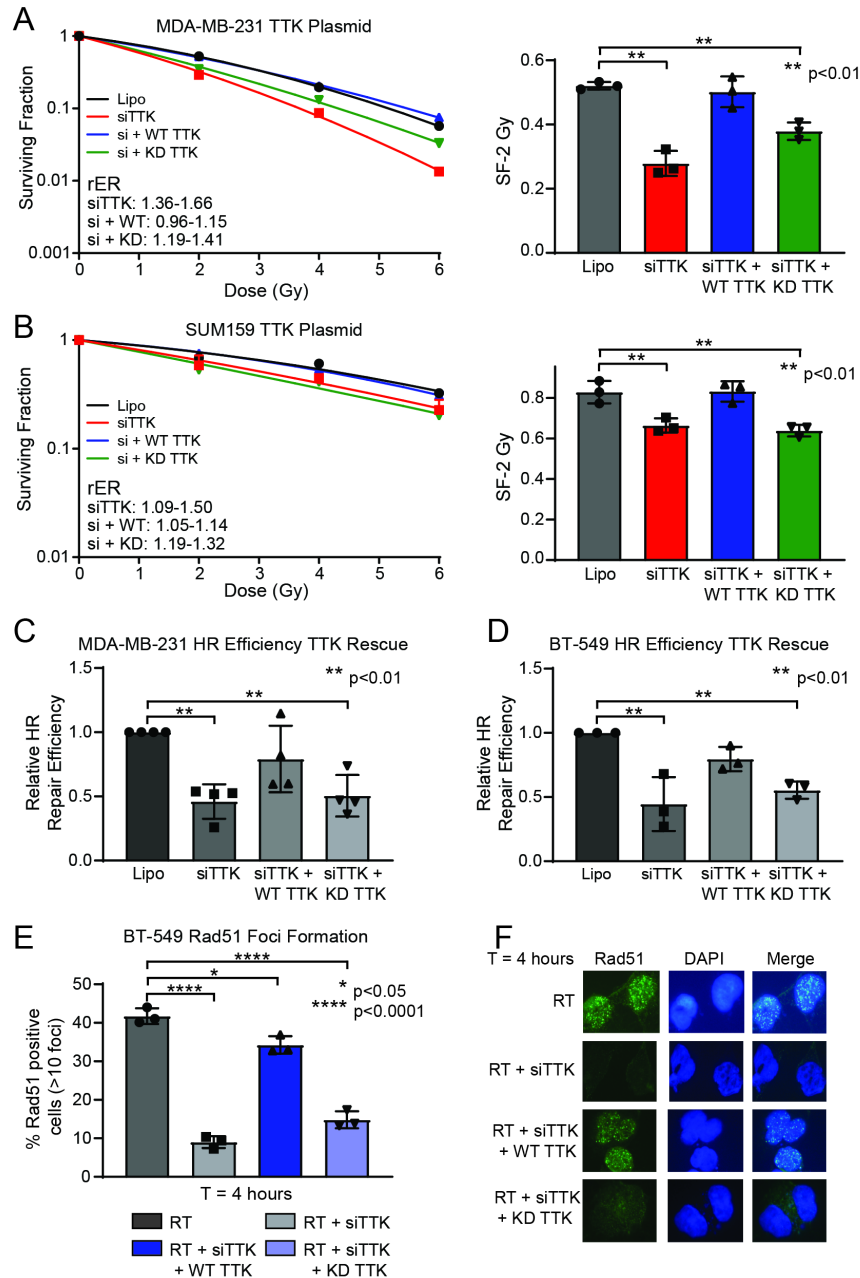 A
MDA-MB-231 TTK Plasmid
Surviving Fraction
1
0.1
0.01
0.001
Lipo
siTTK
si + WT TTK
si + KD TTK
rER
siTTK: 1.36-1.66
si + WT: 0.96-1.15
si + KD: 1.19-1.41
0
2
4
6
Dose (Gy)
SF-2 Gy
0.6
0.4
0.2
0.0
**
**
** p<0.01
Lipo
siTTK
siTTK +
WT TTK
siTTK +
KD TTK
B
SUM159 TTK Plasmid
Surviving Fraction
1
0.1
0.01
Lipo
siTTK
si + WT TTK
si + KD TTK
rER
siTTK: 1.09-1.50
si + WT: 1.05-1.14
si + KD: 1.19-1.32
0
2
4
6
Dose (Gy)
SF-2 Gy
0.8
0.6
0.4
0.2
0.0
**
**
** p<0.01
Lipo
siTTK
siTTK +
WT TTK
siTTK +
KD TTK
C
MDA-MB-231 HR Efficiency TTK Rescue
Relative HR
Repair Efficiency
1.5
1.0
0.5
0.0
**
**
** p<0.01
Lipo
siTTK
siTTK +
WT TTK
siTTK +
KD TTK
D
BT-549 HR Efficiency TTK Rescue
Relative HR
Repair Efficiency
1.5
1.0
0.5
0.0
**
**
** p<0.01
Lipo
siTTK
siTTK +
WT TTK
siTTK +
KD TTK
E
BT-549 Rad51 Foci Formation
% Rad51 positive
cells (>10 foci)
50
40
30
20
10
0
****
*
****
* p<0.05
**** p<0.0001
T = 4 hours
RT
RT + siTTK
RT + siTTK
+ WT TTK
RT + siTTK
+ KD TTK
F
T = 4 hours
Rad51
DAPI
Merge
RT
RT + siTTK
RT + siTTK
+ WT TTK
RT + siTTK
+ KD TTK